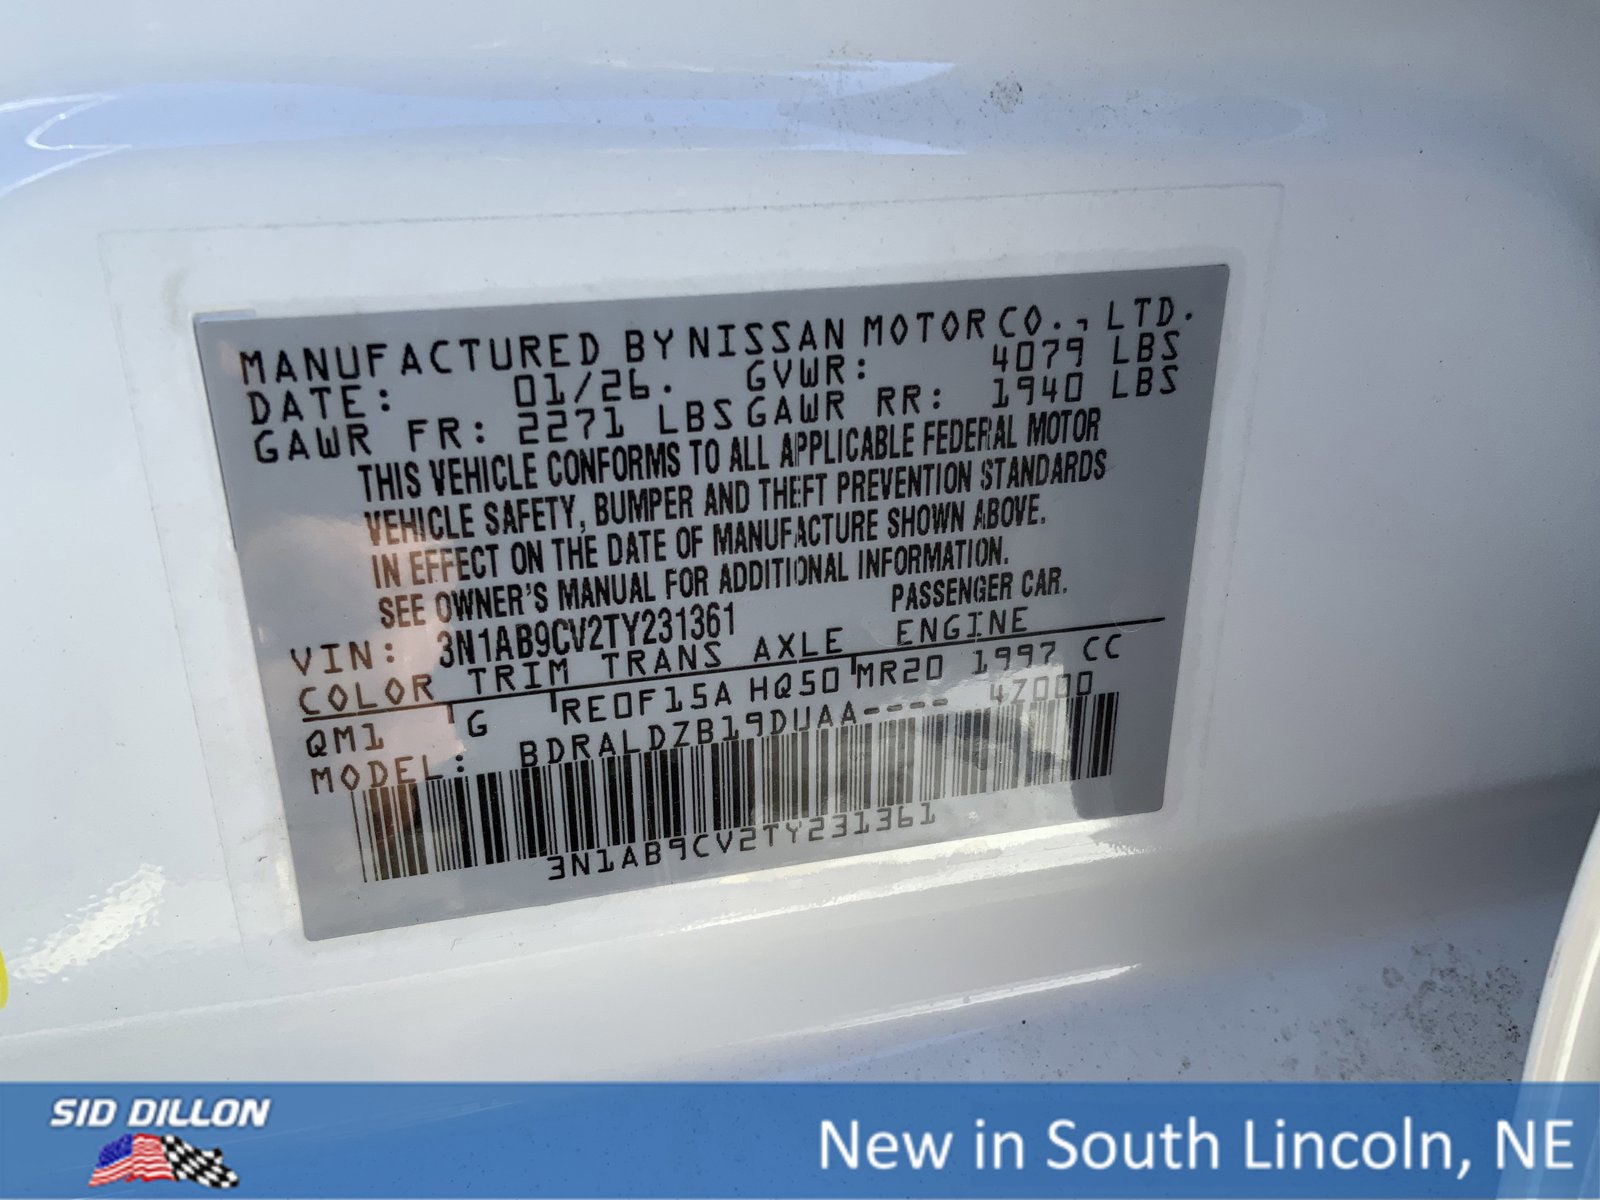 MANUFACTURED BY NISSAN MOTOR CO., LTD.
DATE: 01/26. GVWR: 4079 LBS
GAWR FR: 2271 LBS GAWR RR: 1940 LBS
THIS VEHICLE CONFORMS TO ALL APPLICABLE FEDERAL MOTOR
VEHICLE SAFETY, BUMPER AND THEFT PREVENTION STANDARDS
IN EFFECT ON THE DATE OF MANUFACTURE SHOWN ABOVE.
SEE OWNER'S MANUAL FOR ADDITIONAL INFORMATION.
VIN: 3N1AB9CV2TY231361 PASSENGER CAR.
COLOR TRIM TRANS AXLE ENGINE
QM1 G RE0F15A HQ50 MR20 1997 CC
MODEL: BDRALDZB19DUAA---- 4Z000
3N1AB9CV2TY231361
SID DILLON
New in South Lincoln, NE